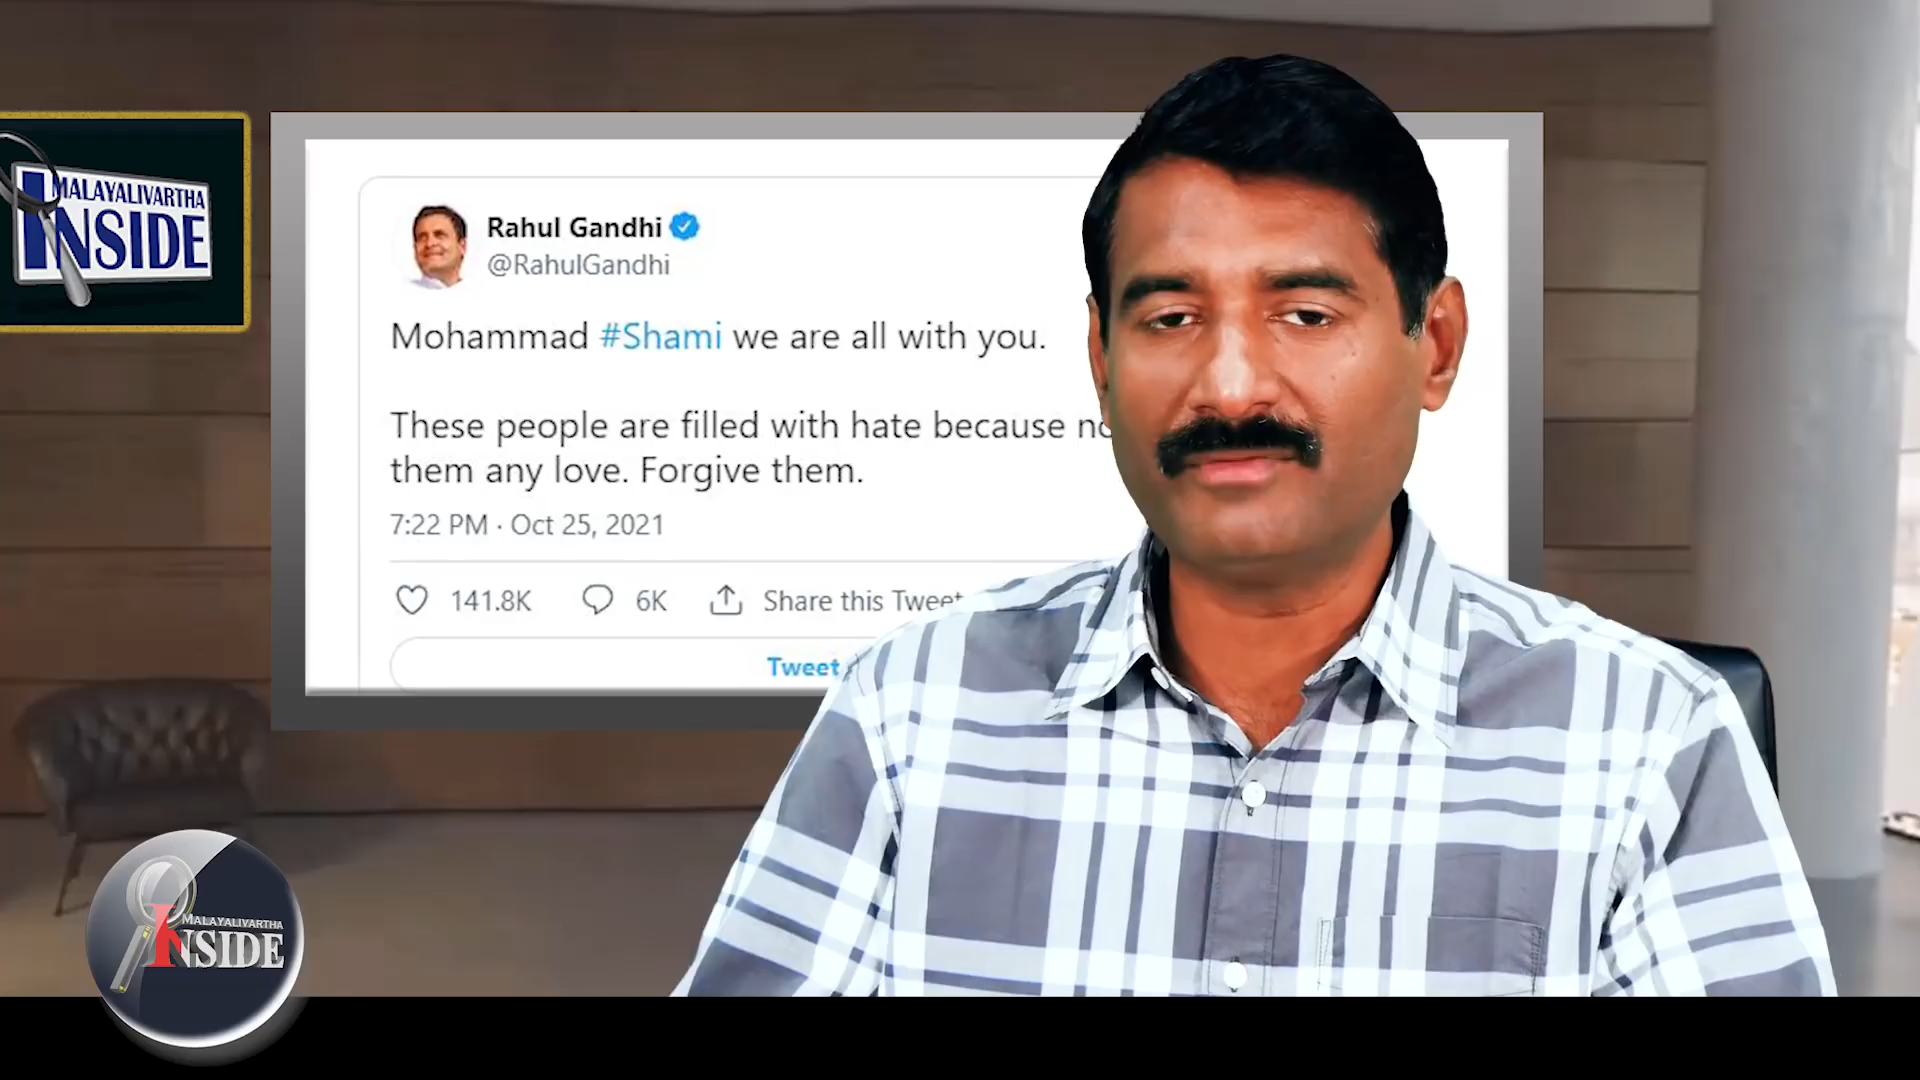 MALAYALIVARTHA
INSIDE
Rahul Gandhi
@RahulGandhi
Mohammad #Shami we are all with you.
These people are filled with hate because
them any love. Forgive them.
7:22 PM · Oct 25, 2021
141.8K 6K Share this Tweet
Tweet
MALAYALIVARTHA
INSIDE